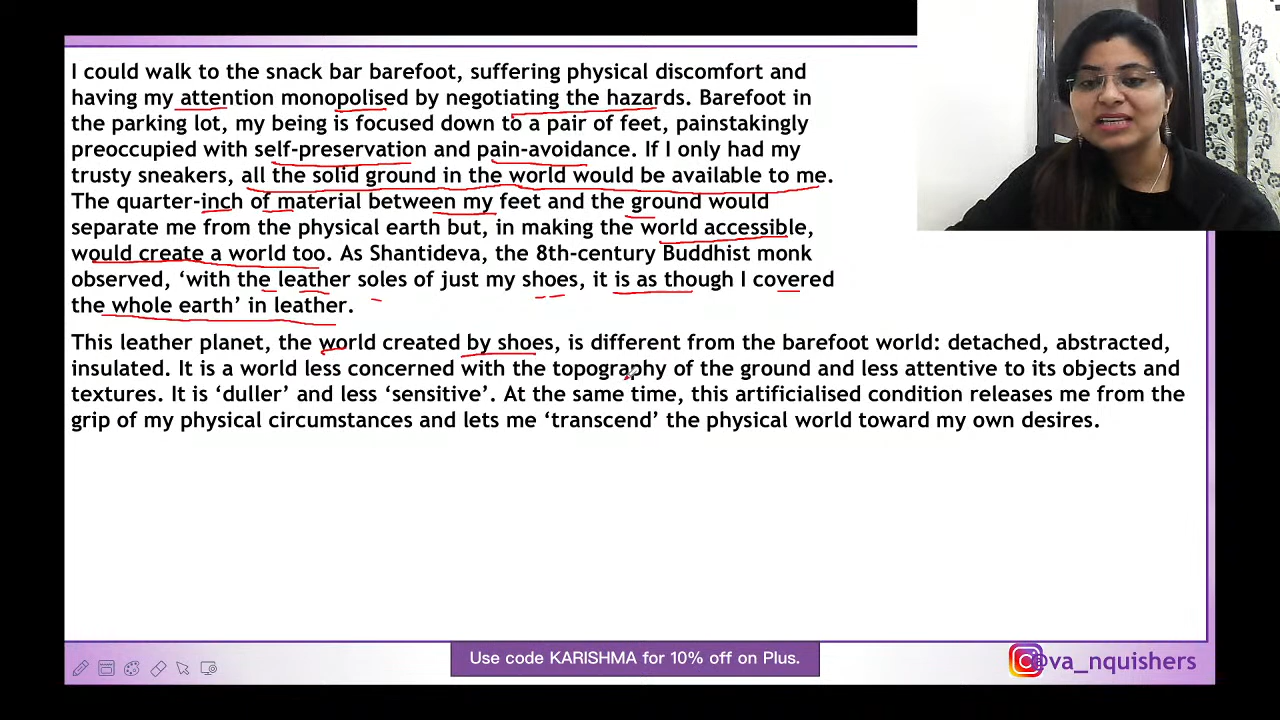 I could walk to the snack bar barefoot, suffering physical discomfort and
having my attention monopolised by negotiating the hazards. Barefoot in
the parking lot, my being is focused down to a pair of feet, painstakingly
preoccupied with self-preservation and pain-avoidance. If I only had my
trusty sneakers, all the solid ground in the world would be available to me.
The quarter-inch of material between my feet and the ground would
separate me from the physical earth but, in making the world accessible,
would create a world too. As Shantideva, the 8th-century Buddhist monk
observed, ‘with the leather soles of just my shoes, it is as though I covered
the whole earth’ in leather.
This leather planet, the world created by shoes, is different from the barefoot world: detached, abstracted,
insulated. It is a world less concerned with the topography of the ground and less attentive to its objects and
textures. It is ‘duller’ and less ‘sensitive’. At the same time, this artificialised condition releases me from the
grip of my physical circumstances and lets me ‘transcend’ the physical world toward my own desires.
Use code KARISHMA for 10% off on Plus.
@va_nquishers